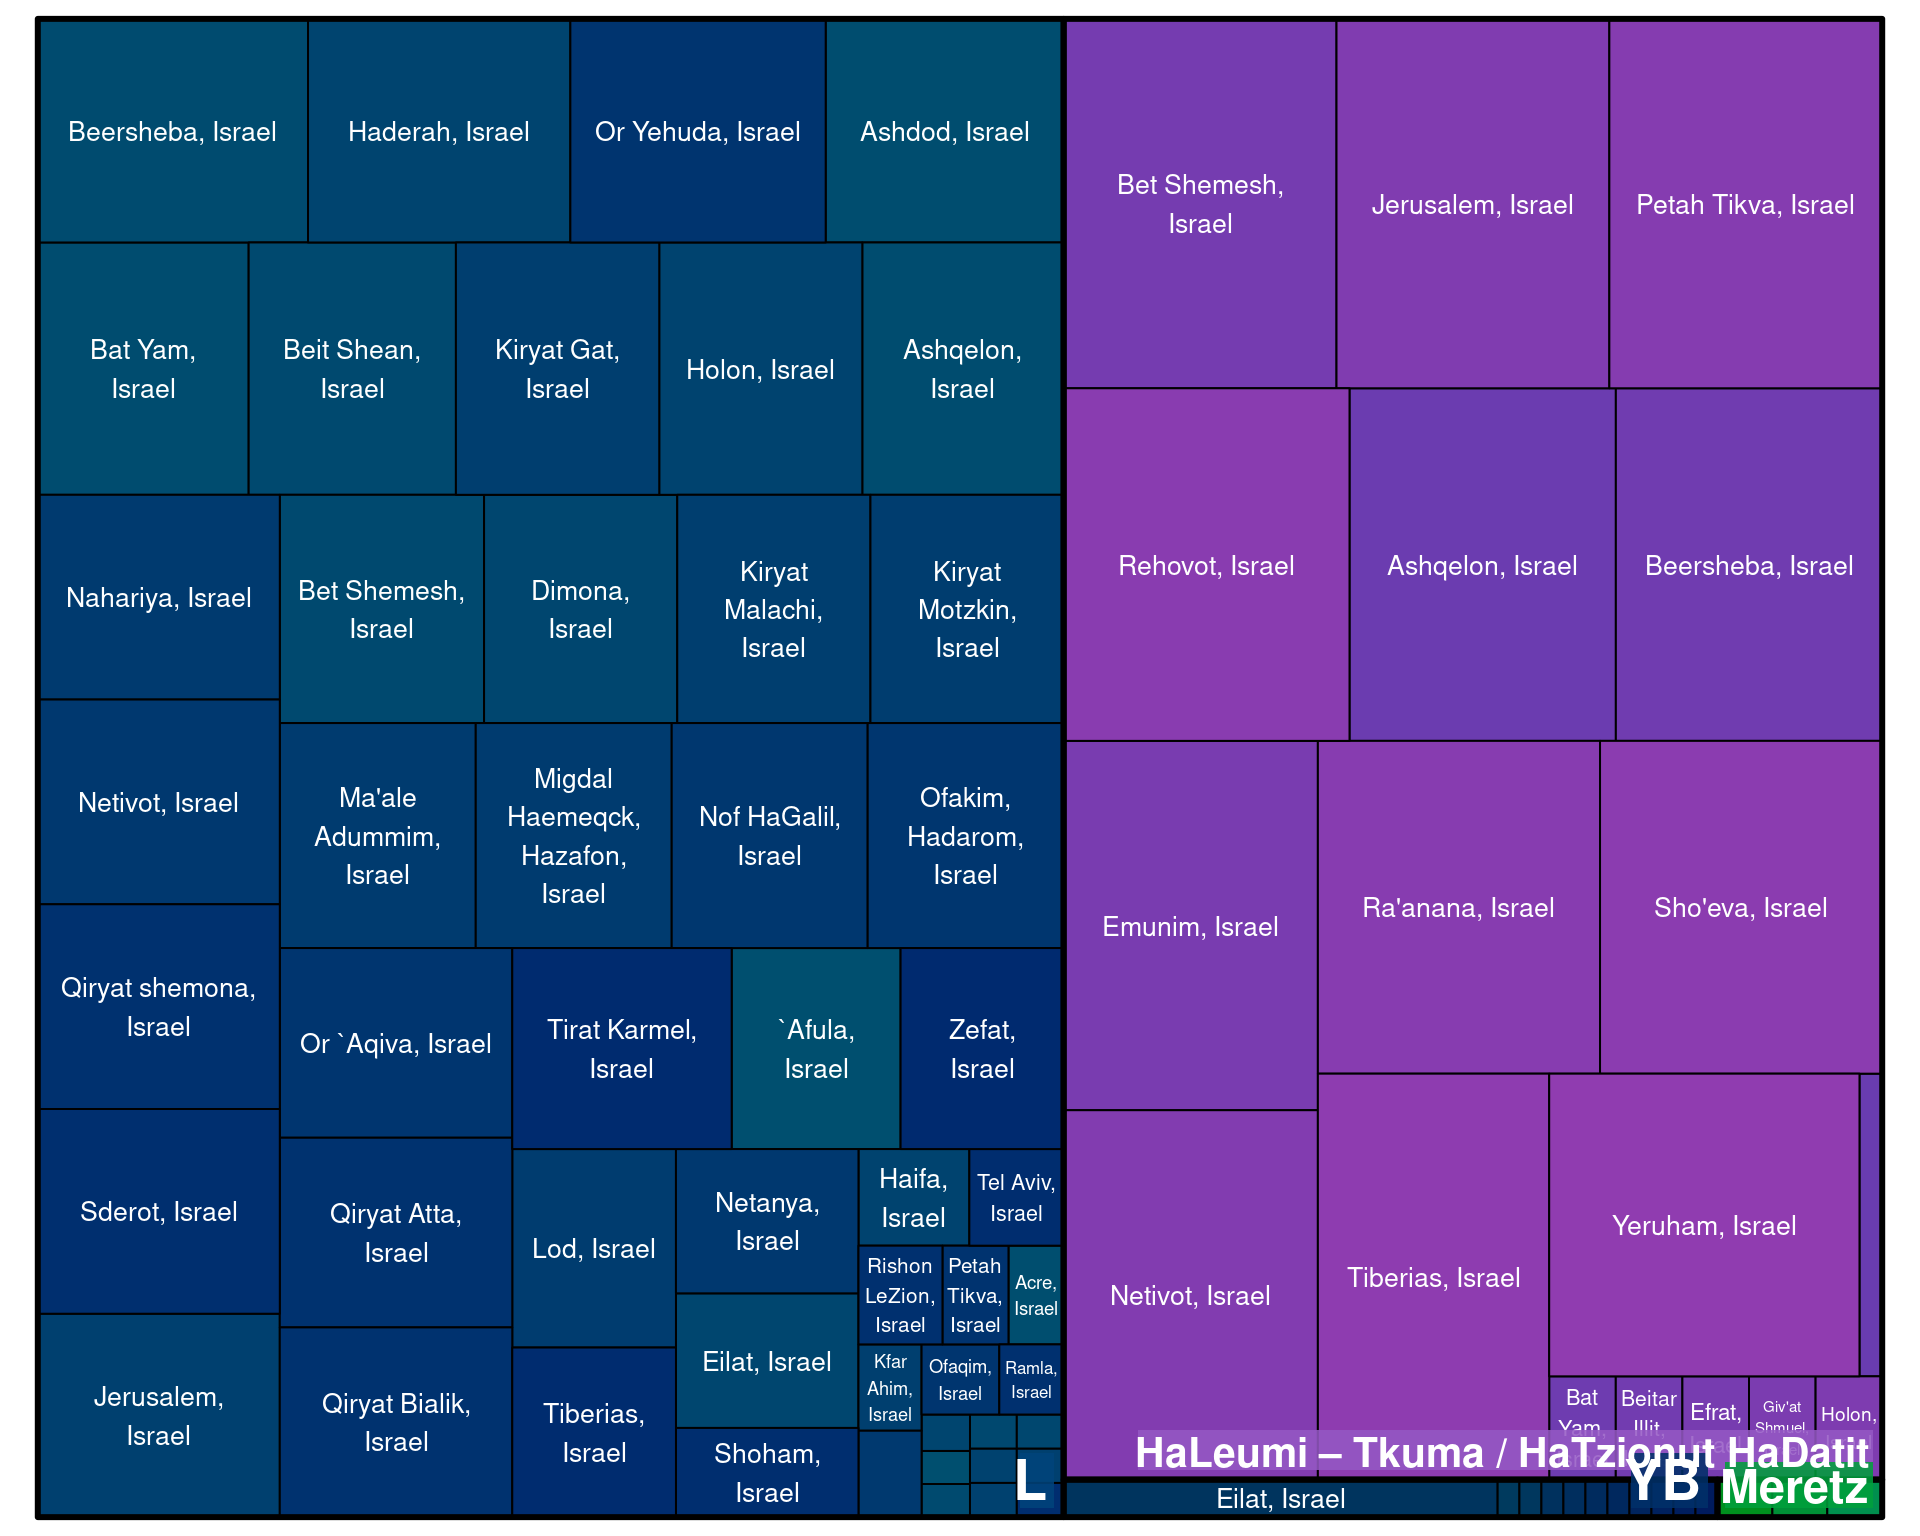 Beersheba, Israel
Haderah, Israel
Or Yehuda, Israel
Ashdod, Israel
Bat Yam,
Israel
Beit Shean,
Israel
Kiryat Gat,
Israel
Holon, Israel
Ashqelon,
Israel
Nahariya, Israel
Bet Shemesh,
Israel
Dimona,
Israel
Kiryat
Malachi,
Israel
Kiryat
Motzkin,
Israel
Netivot, Israel
Ma'ale
Adummim,
Israel
Migdal
Haemeqck,
Hazafon,
Israel
Nof HaGalil,
Israel
Ofakim,
Hadarom,
Israel
Qiryat shemona,
Israel
Or `Aqiva, Israel
Tirat Karmel,
Israel
`Afula,
Israel
Zefat,
Israel
Sderot, Israel
Qiryat Atta,
Israel
Lod, Israel
Netanya,
Israel
Haifa,
Israel
Tel Aviv,
Israel
Rishon
LeZion,
Israel
Petah
Tikva,
Israel
Acre,
Israel
Jerusalem,
Israel
Qiryat Bialik,
Israel
Tiberias,
Israel
Eilat, Israel
Shoham,
Israel
Kfar
Ahim,
Israel
Ofaqim,
Israel
Ramla,
Israel
L
Bet Shemesh,
Israel
Jerusalem, Israel
Petah Tikva, Israel
Rehovot, Israel
Ashqelon, Israel
Beersheba, Israel
Emunim, Israel
Ra'anana, Israel
Sho'eva, Israel
Netivot, Israel
Tiberias, Israel
Yeruham, Israel
Bat
Yam,
Beitar
Illit,
Efrat,
Giv'at
Shmuel,
Holon,
HaLeumi – Tkuma / HaTzionut HaDatit
Eilat, Israel
YB
Meretz